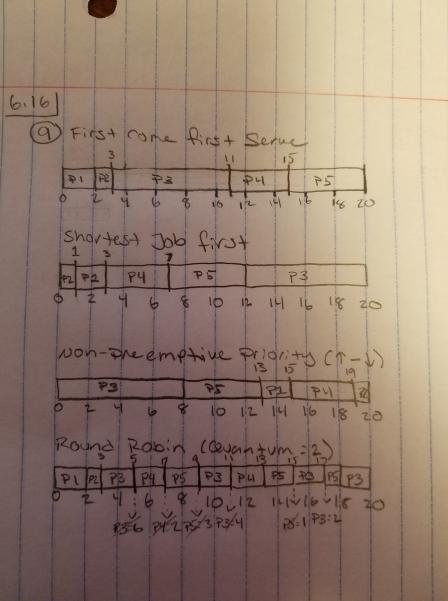 6.16
a First come first Serve
3 11 15
P1 P2 P3 P4 P5
0 2 4 6 8 10 12 14 16 18 20
Shortest Job first
1 3 7
P2 P1 P4 P5 P3
0 2 4 6 8 10 12 14 16 18 20
Non-preemptive Priority (↑-↓)
13 15 19
P3 P5 P1 P4 P2
0 2 4 6 8 10 12 14 16 18 20
Round Robin (Quantum = 2)
3 5 7 9 11 13 15 17
P1 P2 P3 P4 P5 P3 P4 P5 P3 P5 P3
2 4 6 8 10 12 14 16 18 20
P3=6 P4=2 P5=3 P3=4 P5=1 P3=2